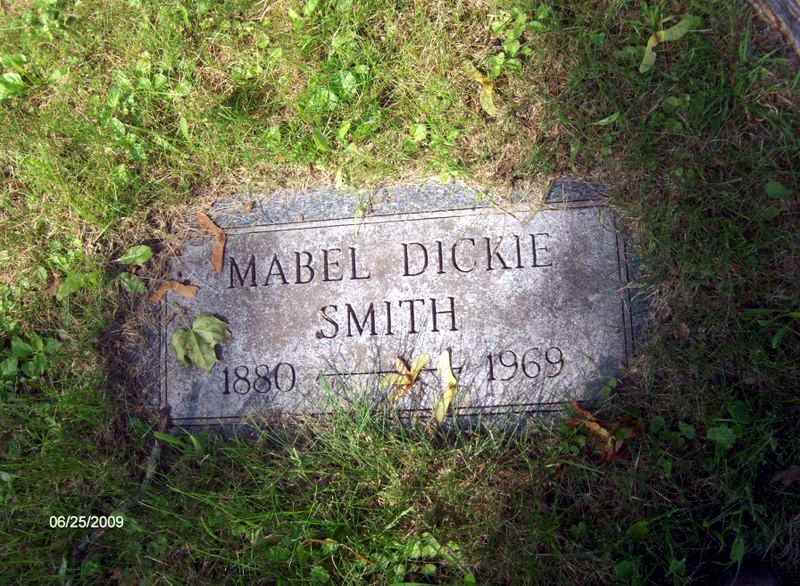 MABEL DICKIE
SMITH
1880 — 1969
06/25/2009